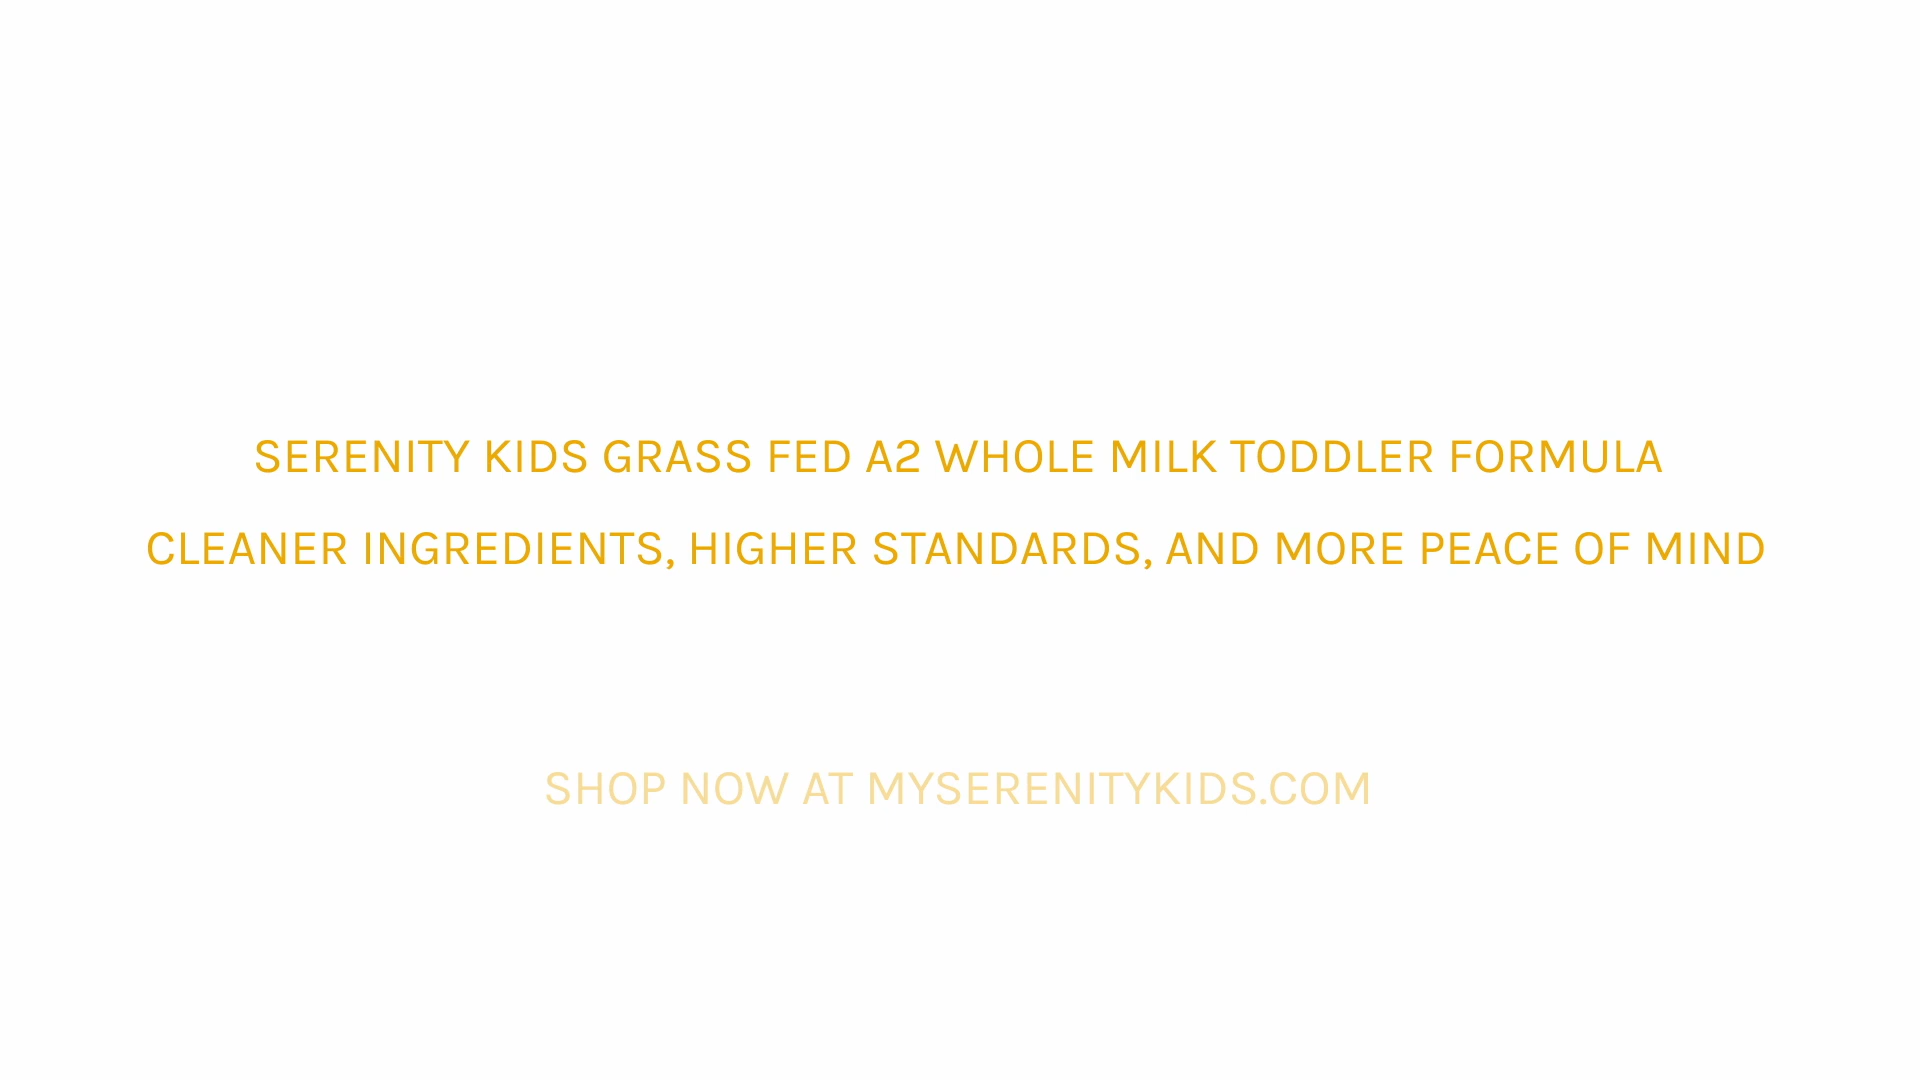 SERENITY KIDS GRASS FED A2 WHOLE MILK TODDLER FORMULA
CLEANER INGREDIENTS, HIGHER STANDARDS, AND MORE PEACE OF MIND
SHOP NOW AT MYSERENITYKIDS.COM